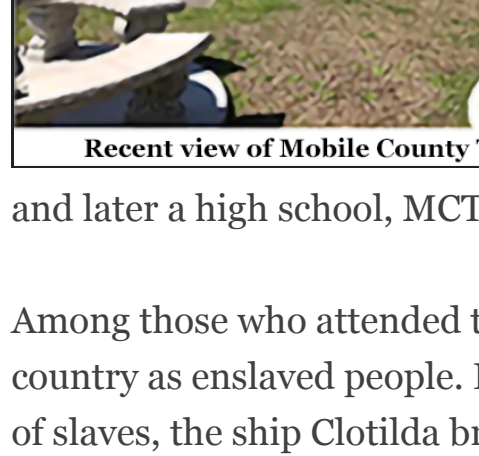 Recent view of Mobile County
and later a high school, MCT
Among those who attended
country as enslaved people.
of slaves, the ship Clotilda